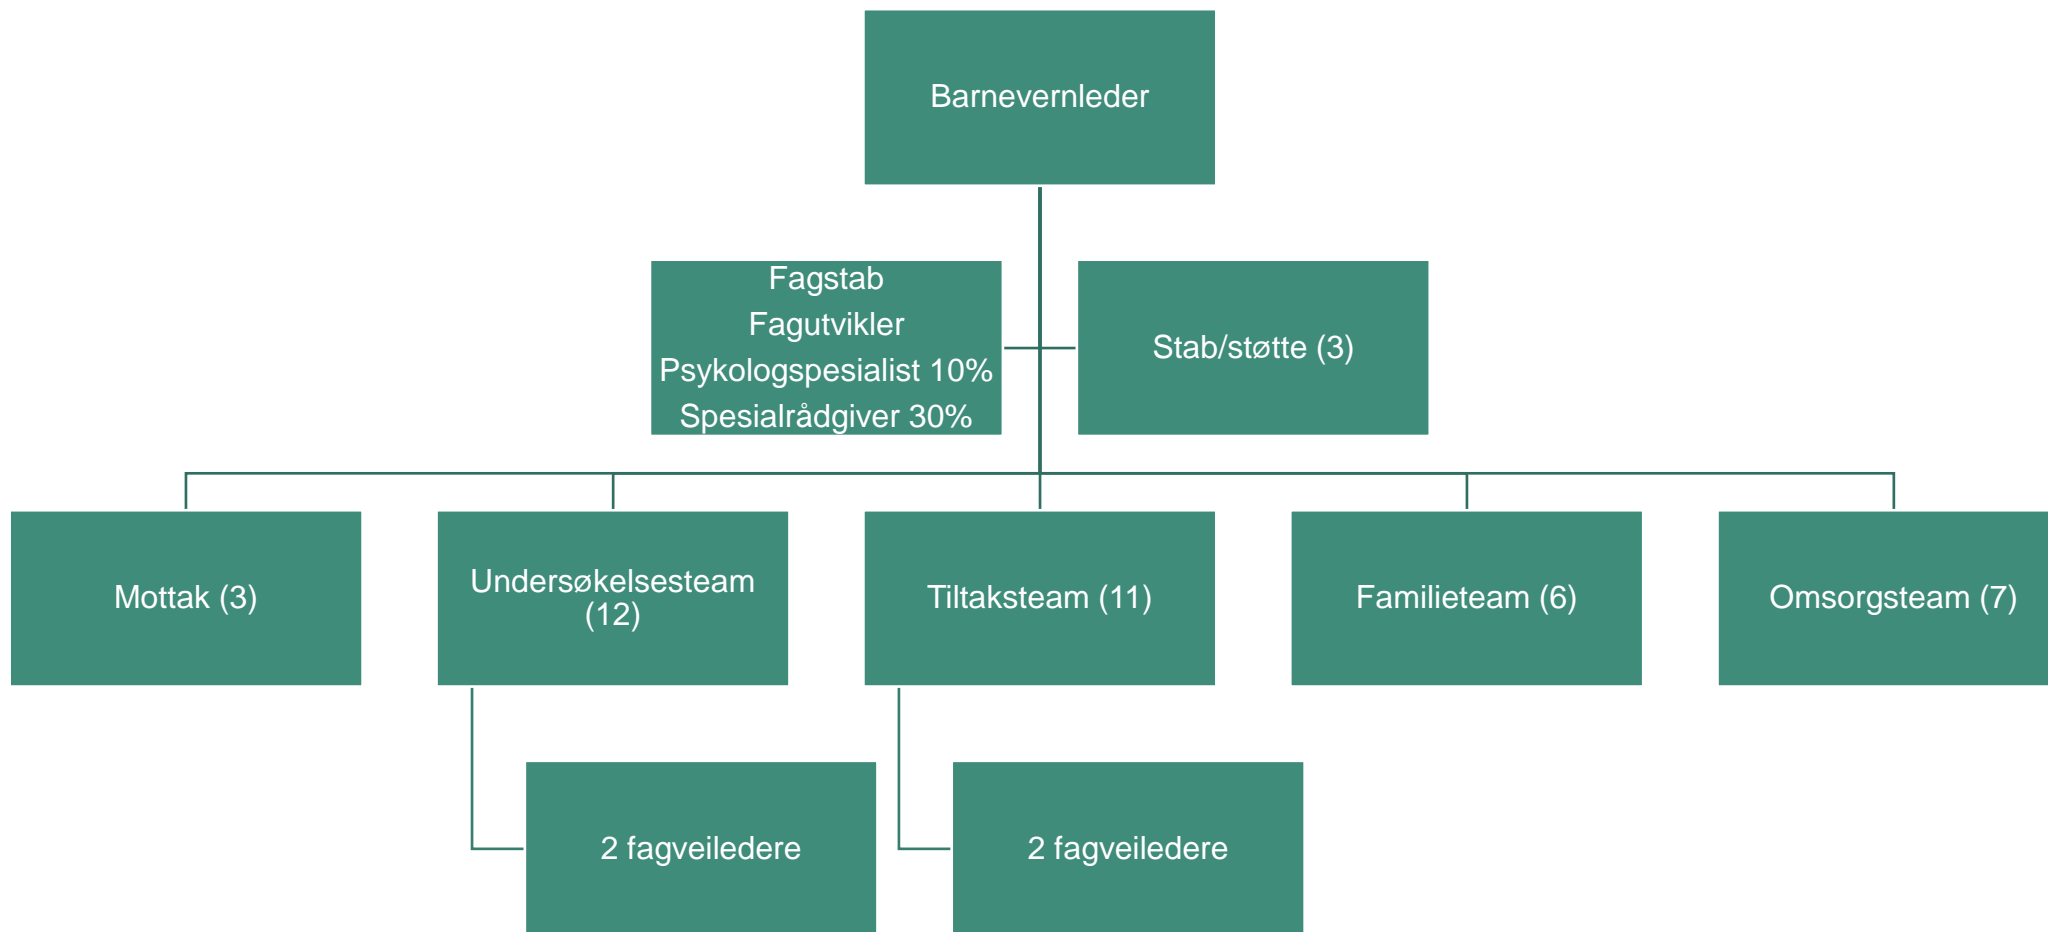 Barnevernleder
Fagstab
Fagutvikler
Psykologspesialist 10%
Spesialrådgiver 30%
Stab/støtte (3)
Mottak (3)
Undersøkelsesteam
(12)
Tiltaksteam (11)
Familieteam (6)
Omsorgsteam (7)
2 fagveiledere
2 fagveiledere